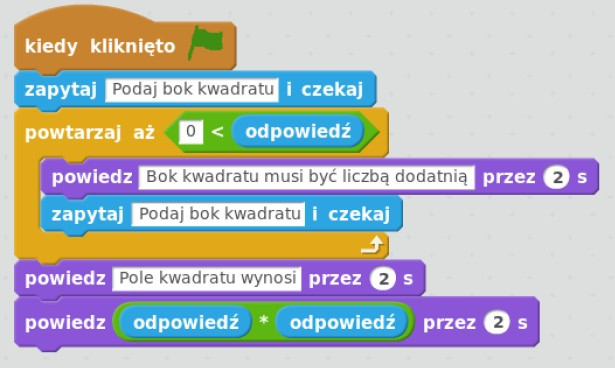 kiedy kliknięto
zapytaj Podaj bok kwadratu i czekaj
powtarzaj aż 0 < odpowiedź
powiedz Bok kwadratu musi być liczbą dodatnią przez 2 s
zapytaj Podaj bok kwadratu i czekaj
powiedz Pole kwadratu wynosi przez 2 s
powiedz odpowiedź * odpowiedź przez 2 s